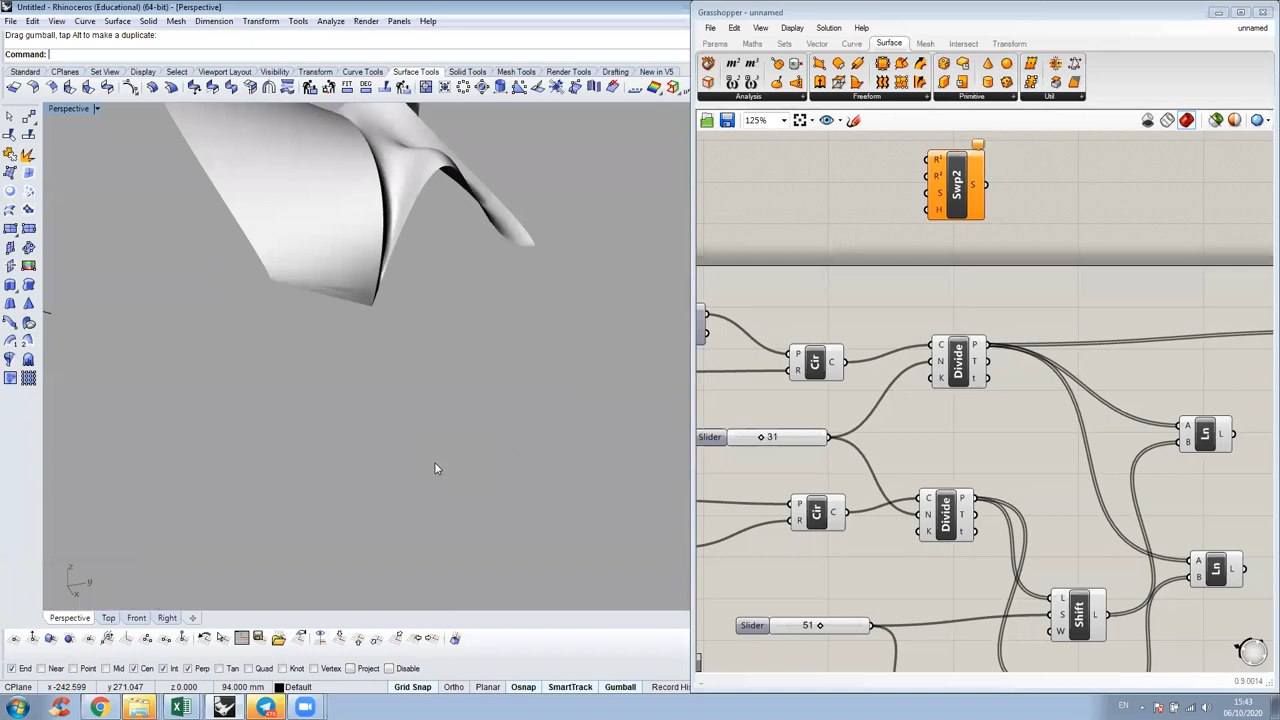 Untitled - Rhinoceros (Educational) (64-bit) - [Perspective]
File Edit View Curve Surface Solid Mesh Dimension Transform Tools Analyze Render Panels Help
Drag gumball, tap Alt to make a duplicate:
Command:
Standard CPlanes Set View Display Select Viewport Layout Visibility Transform Curve Tools Surface Tools Solid Tools Mesh Tools Render Tools Drafting New in V5
Perspective
z
y
x
Perspective Top Front Right
End Near Point Mid Cen Int Perp Tan Quad Knot Vertex Project Disable
CPlane x -242.599 y 271.047 z 0.000 94.000 mm Default Grid Snap Ortho Planar Osnap SmartTrack Gumball Record Hi
Grasshopper - unnamed
File Edit View Display Solution Help unnamed
Params Maths Sets Vector Curve Surface Mesh Intersect Transform
Analysis Freeform Primitive Util
125%
R¹
R²
S
H
Swp2
S
P
R
Cir
C
C
N
K
Divide
P
T
t
Slider 31
A
B
Ln
L
P
R
Cir
C
C
N
K
Divide
P
T
t
A
B
Ln
L
Slider 51
L
S
W
Shift
L
0.9.0014
EN 15:43
06/10/2020